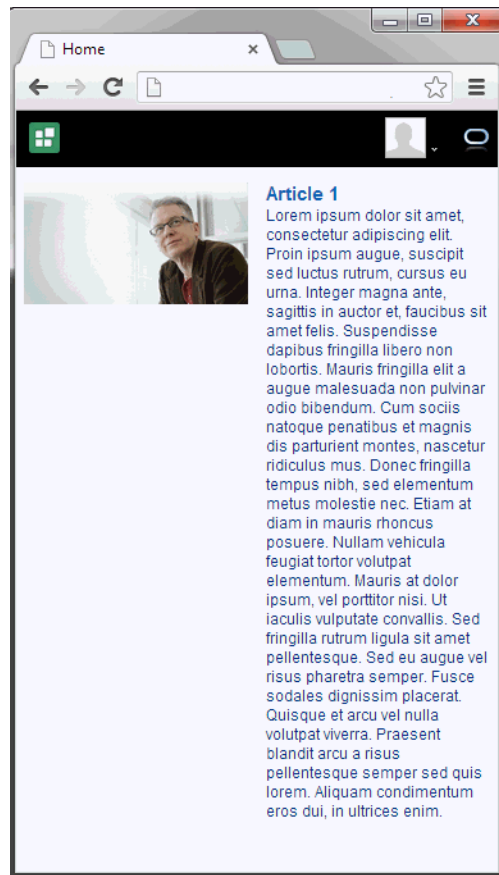 Home
Article 1
Lorem ipsum dolor sit amet,
consectetur adipiscing elit.
Proin ipsum augue, suscipit
sed luctus rutrum, cursus eu
urna. Integer magna ante,
sagittis in auctor et, faucibus sit
amet felis. Suspendisse
dapibus fringilla libero non
lobortis. Mauris fringilla elit a
augue malesuada non pulvinar
odio bibendum. Cum sociis
natoque penatibus et magnis
dis parturient montes, nascetur
ridiculus mus. Donec fringilla
tempus nibh, sed elementum
metus molestie nec. Etiam at
diam in mauris rhoncus
posuere. Nullam vehicula
feugiat tortor volutpat
elementum. Mauris at dolor
ipsum, vel porttitor nisi. Ut
iaculis vulputate convallis. Sed
fringilla rutrum ligula sit amet
pellentesque. Sed eu augue vel
risus pharetra semper. Fusce
sodales dignissim placerat.
Quisque et arcu vel nulla
volutpat viverra. Praesent
blandit arcu a risus
pellentesque semper sed quis
lorem. Aliquam condimentum
eros dui, in ultrices enim.